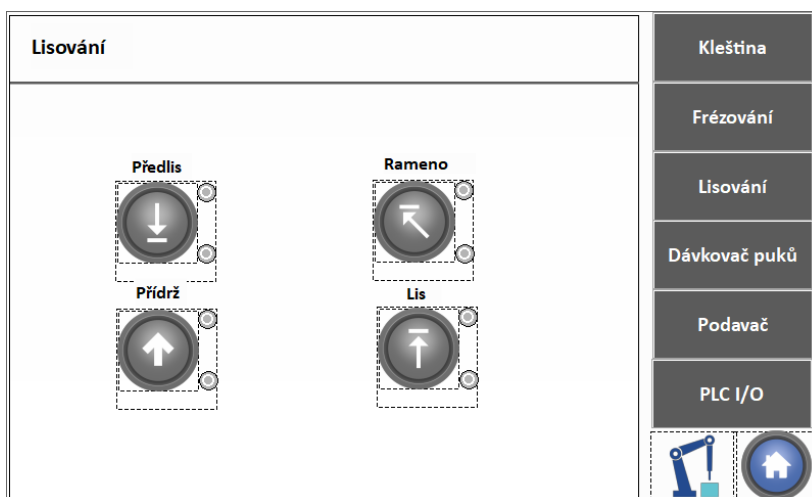 Lisování
Předlis
Rameno
Přídrž
Lis
Kleština
Frézování
Lisování
Dávkovač puků
Podavač
PLC I/O